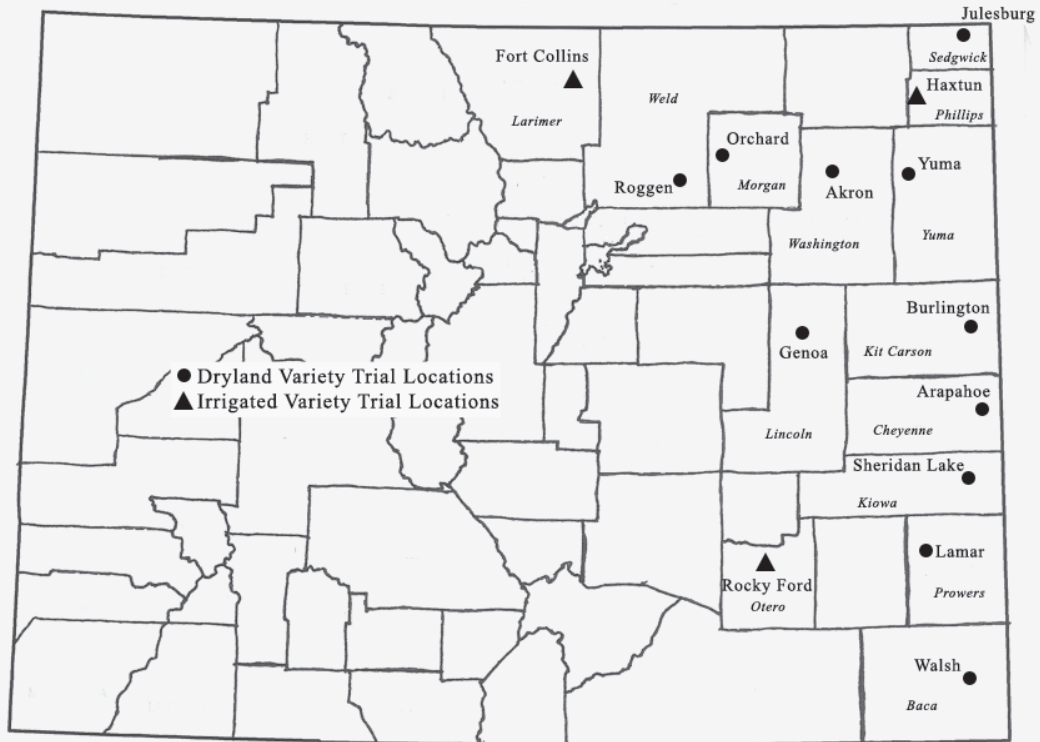 Julesburg
Sedgwick
Fort Collins
Haxtun
Weld
Phillips
Larimer
Orchard
Yuma
Roggen
Morgan
Akron
Washington
Yuma
Burlington
Genoa
Kit Carson
Dryland Variety Trial Locations
Irrigated Variety Trial Locations
Arapahoe
Lincoln
Cheyenne
Sheridan Lake
Kiowa
Lamar
Rocky Ford
Prowers
Otero
Walsh
Baca